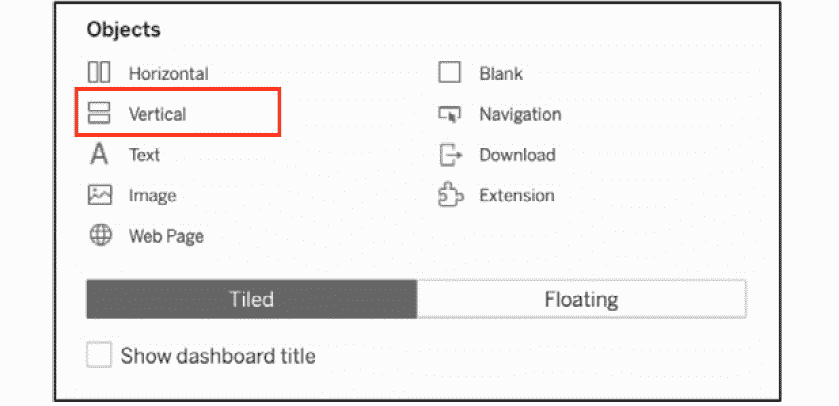 Objects
Horizontal
Blank
Vertical
Navigation
Text
Download
Image
Extension
Web Page
Tiled
Floating
Show dashboard title